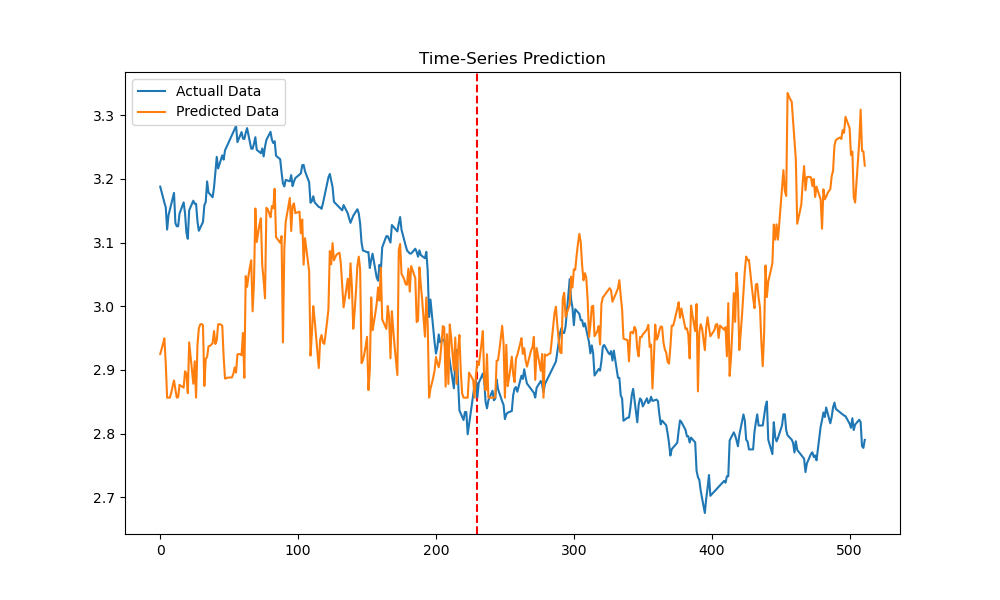 Time-Series Prediction
Actuall Data
Predicted Data
3.3
3.2
3.1
3.0
2.9
2.8
2.7
0 100 200 300 400 500